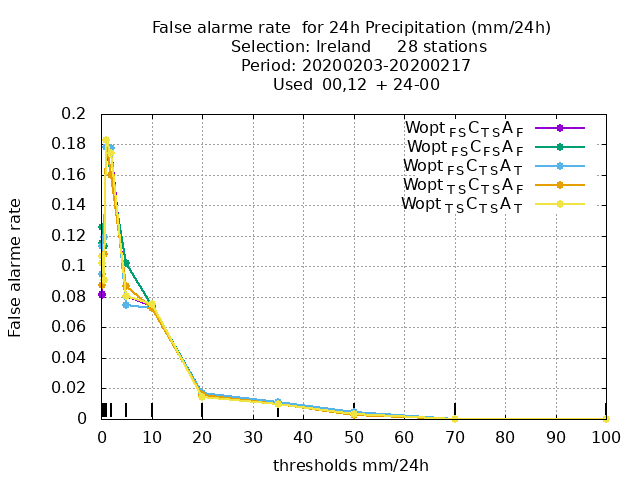 False alarme rate  for 24h Precipitation (mm/24h)
Selection: Ireland     28 stations
Period: 20200203-20200217
Used  00,12  + 24-00
Wopt FS C TS A F
Wopt FS C FS A F
Wopt FS C TS A T
Wopt TS C TS A F
Wopt TS C TS A T
False alarme rate
0.2
0.18
0.16
0.14
0.12
0.1
0.08
0.06
0.04
0.02
0
0 10 20 30 40 50 60 70 80 90 100
thresholds mm/24h